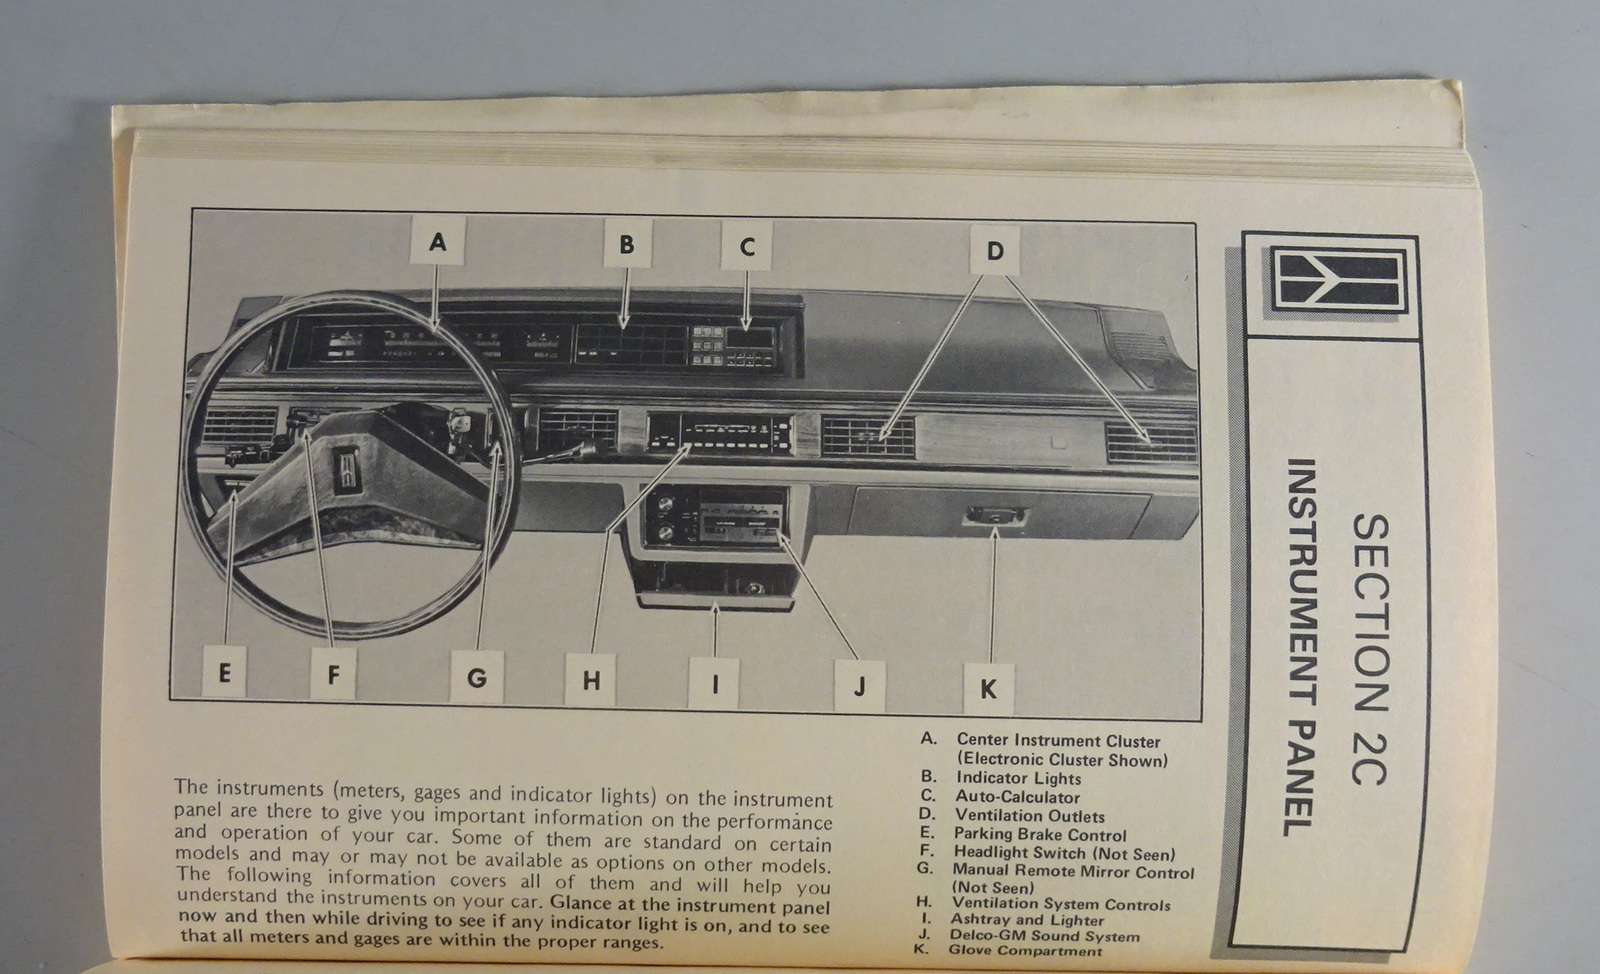 A
B
C
D
E
F
G
H
I
J
K
The instruments (meters, gages and indicator lights) on the instrument
panel are there to give you important information on the performance
and operation of your car. Some of them are standard on certain
models and may or may not be available as options on other models.
The following information covers all of them and will help you
understand the instruments on your car. Glance at the instrument panel
now and then while driving to see if any indicator light is on, and to see
that all meters and gages are within the proper ranges.
A. Center Instrument Cluster
(Electronic Cluster Shown)
B. Indicator Lights
C. Auto-Calculator
D. Ventilation Outlets
E. Parking Brake Control
F. Headlight Switch (Not Seen)
G. Manual Remote Mirror Control
(Not Seen)
H. Ventilation System Controls
I. Ashtray and Lighter
J. Delco-GM Sound System
K. Glove Compartment
SECTION 2C
INSTRUMENT PANEL